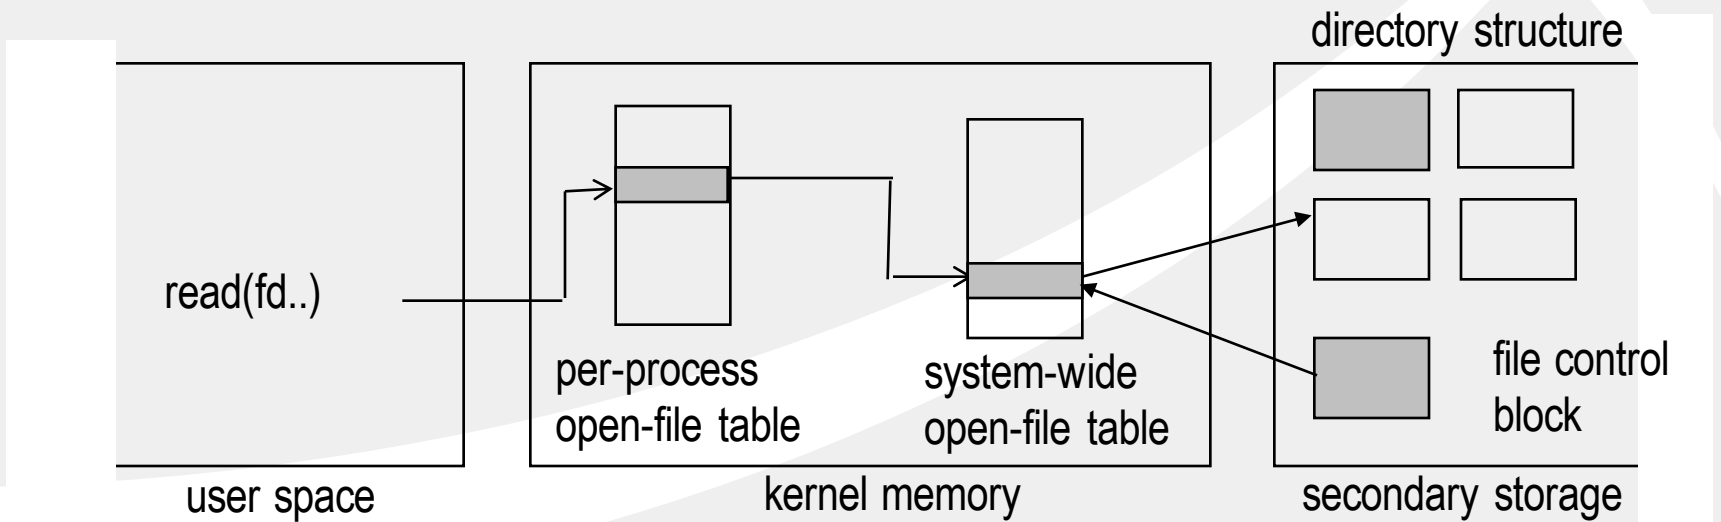 directory structure
read(fd..)
per-process
open-file table
system-wide
open-file table
file control
block
user space
kernel memory
secondary storage